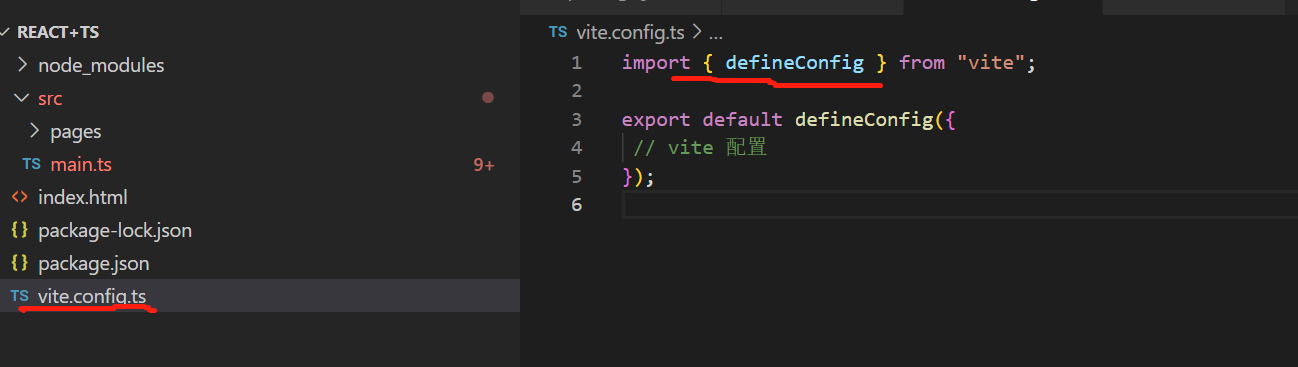 REACT+TS
node_modules
src
pages
TS main.ts 9+
<> index.html
{} package-lock.json
{} package.json
TS vite.config.ts
TS vite.config.ts > ...
1 import { defineConfig } from "vite";
2
3 export default defineConfig({
4 // vite 配置
5 });
6